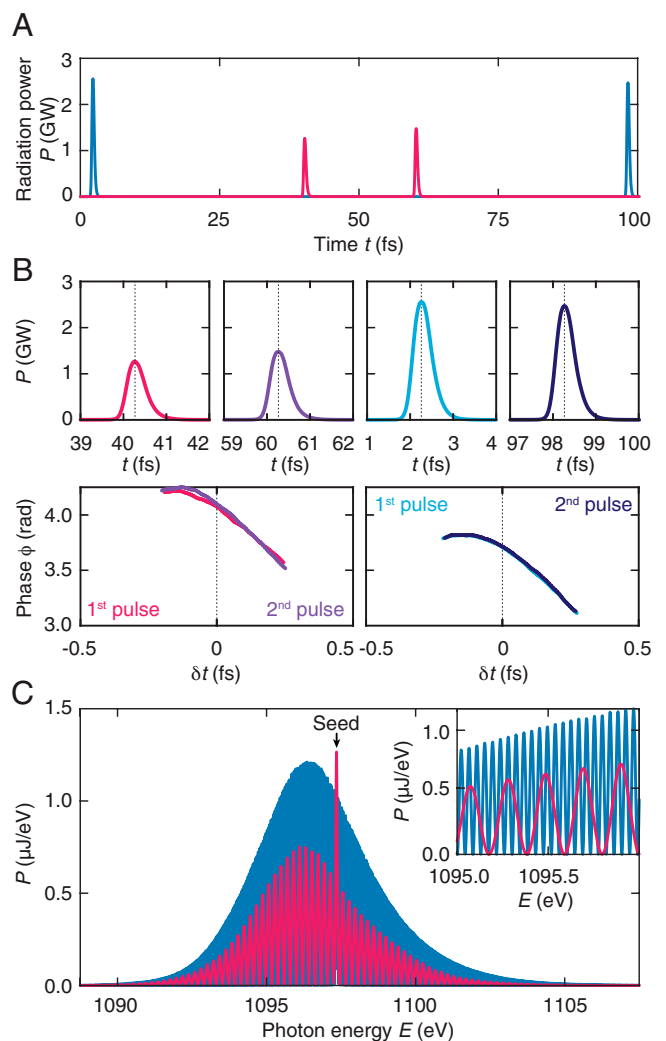 A
Radiation power
P (GW)
3
2
1
0
0 25 50 75 100
Time t (fs)
B
P (GW)
3
2
1
0
39 40 41 42
59 60 61 62
1 2 3 4
97 98 99 100
t (fs) t (fs) t (fs) t (fs)
Phase ϕ (rad)
4.0
3.5
3.0
1st pulse 2nd pulse
1st pulse 2nd pulse
-0.5 0 0.5
-0.5 0 0.5
δt (fs) δt (fs)
C
P (μJ/eV)
1.5
1.0
0.5
0.0
Seed
P (μJ/eV)
1.0
0.0
1095.0 1095.5
E (eV)
1090 1095 1100 1105
Photon energy E (eV)